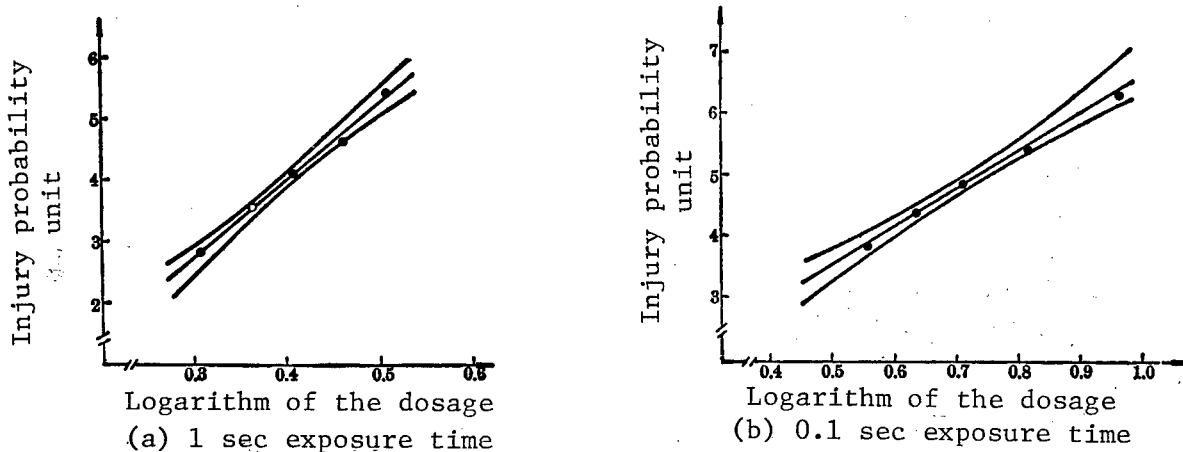 Injury probability
unit
6
5
4
3
2
0.3 0.4 0.5 0.6
Logarithm of the dosage
(a) 1 sec exposure time
Injury probability
unit
7
6
5
4
3
0.4 0.5 0.6 0.7 0.8 0.9 1.0
Logarithm of the dosage
(b) 0.1 sec exposure time